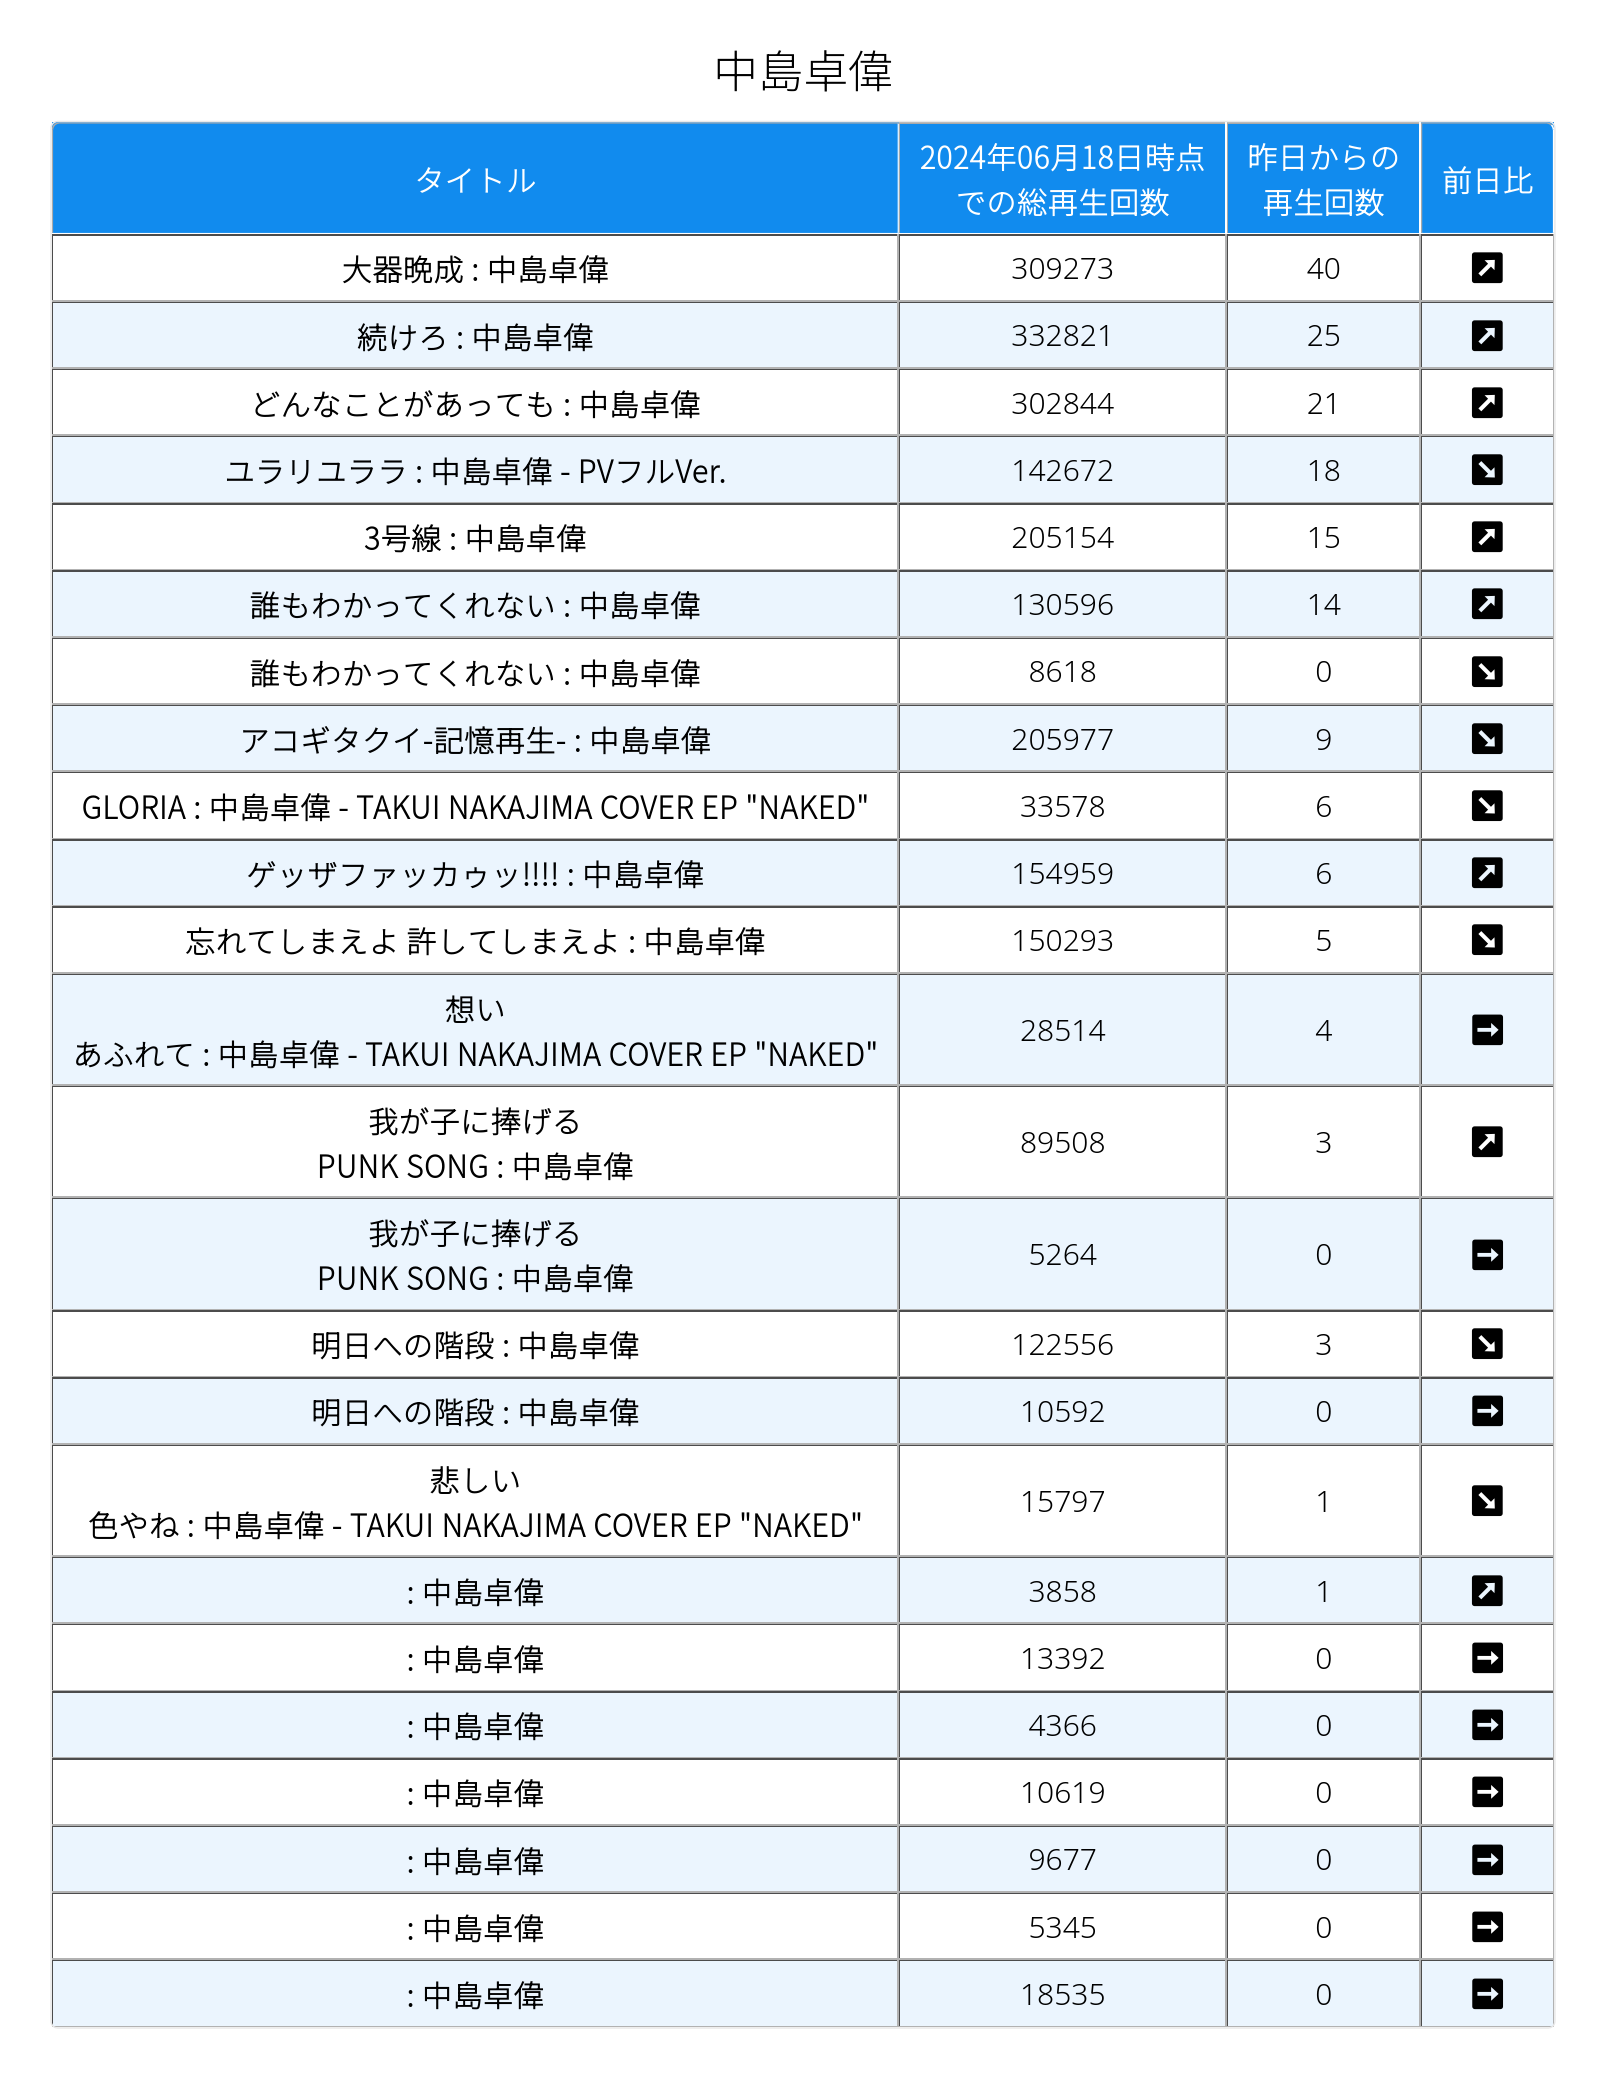 中島卓偉
タイトル
2024年06月18日時点
での総再生回数
昨日からの
再生回数
前日比
大器晩成 : 中島卓偉 309273 40 ↗
続けろ : 中島卓偉 332821 25 ↗
どんなことがあっても : 中島卓偉 302844 21 ↗
ユラリユララ : 中島卓偉 - PVフルVer. 142672 18 ↘
3号線 : 中島卓偉 205154 15 ↗
誰もわかってくれない : 中島卓偉 130596 14 ↗
誰もわかってくれない : 中島卓偉 8618 0 ↘
アコギタクイ-記憶再生- : 中島卓偉 205977 9 ↘
GLORIA : 中島卓偉 - TAKUI NAKAJIMA COVER EP "NAKED" 33578 6 ↘
ゲッザファッカゥッ!!!! : 中島卓偉 154959 6 ↗
忘れてしまえよ 許してしまえよ : 中島卓偉 150293 5 ↘
想い
あふれて : 中島卓偉 - TAKUI NAKAJIMA COVER EP "NAKED" 28514 4 →
我が子に捧げる
PUNK SONG : 中島卓偉 89508 3 ↗
我が子に捧げる
PUNK SONG : 中島卓偉 5264 0 →
明日への階段 : 中島卓偉 122556 3 ↘
明日への階段 : 中島卓偉 10592 0 →
悲しい
色やね : 中島卓偉 - TAKUI NAKAJIMA COVER EP "NAKED" 15797 1 ↘
: 中島卓偉 3858 1 ↗
: 中島卓偉 13392 0 →
: 中島卓偉 4366 0 →
: 中島卓偉 10619 0 →
: 中島卓偉 9677 0 →
: 中島卓偉 5345 0 →
: 中島卓偉 18535 0 →